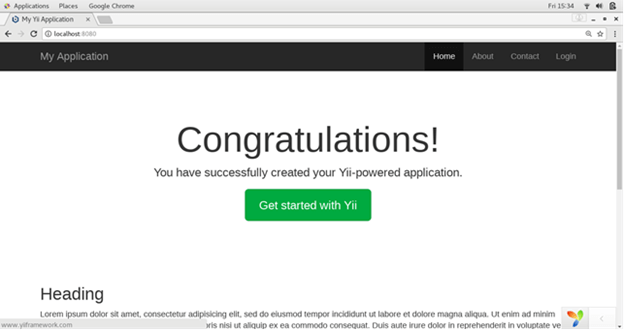 Applications Places Google Chrome Fri 15:34
My Yii Application
localhost:8080
My Application Home About Contact Login
Congratulations!
You have successfully created your Yii-powered application.
Get started with Yii
Heading
Lorem ipsum dolor sit amet, consectetur adipisicing elit, sed do eiusmod tempor incididunt ut labore et dolore magna aliqua. Ut enim ad minim
www.yiiframework.com oris nisi ut aliquip ex ea commodo consequat. Duis aute irure dolor in reprehenderit in voluptate ve